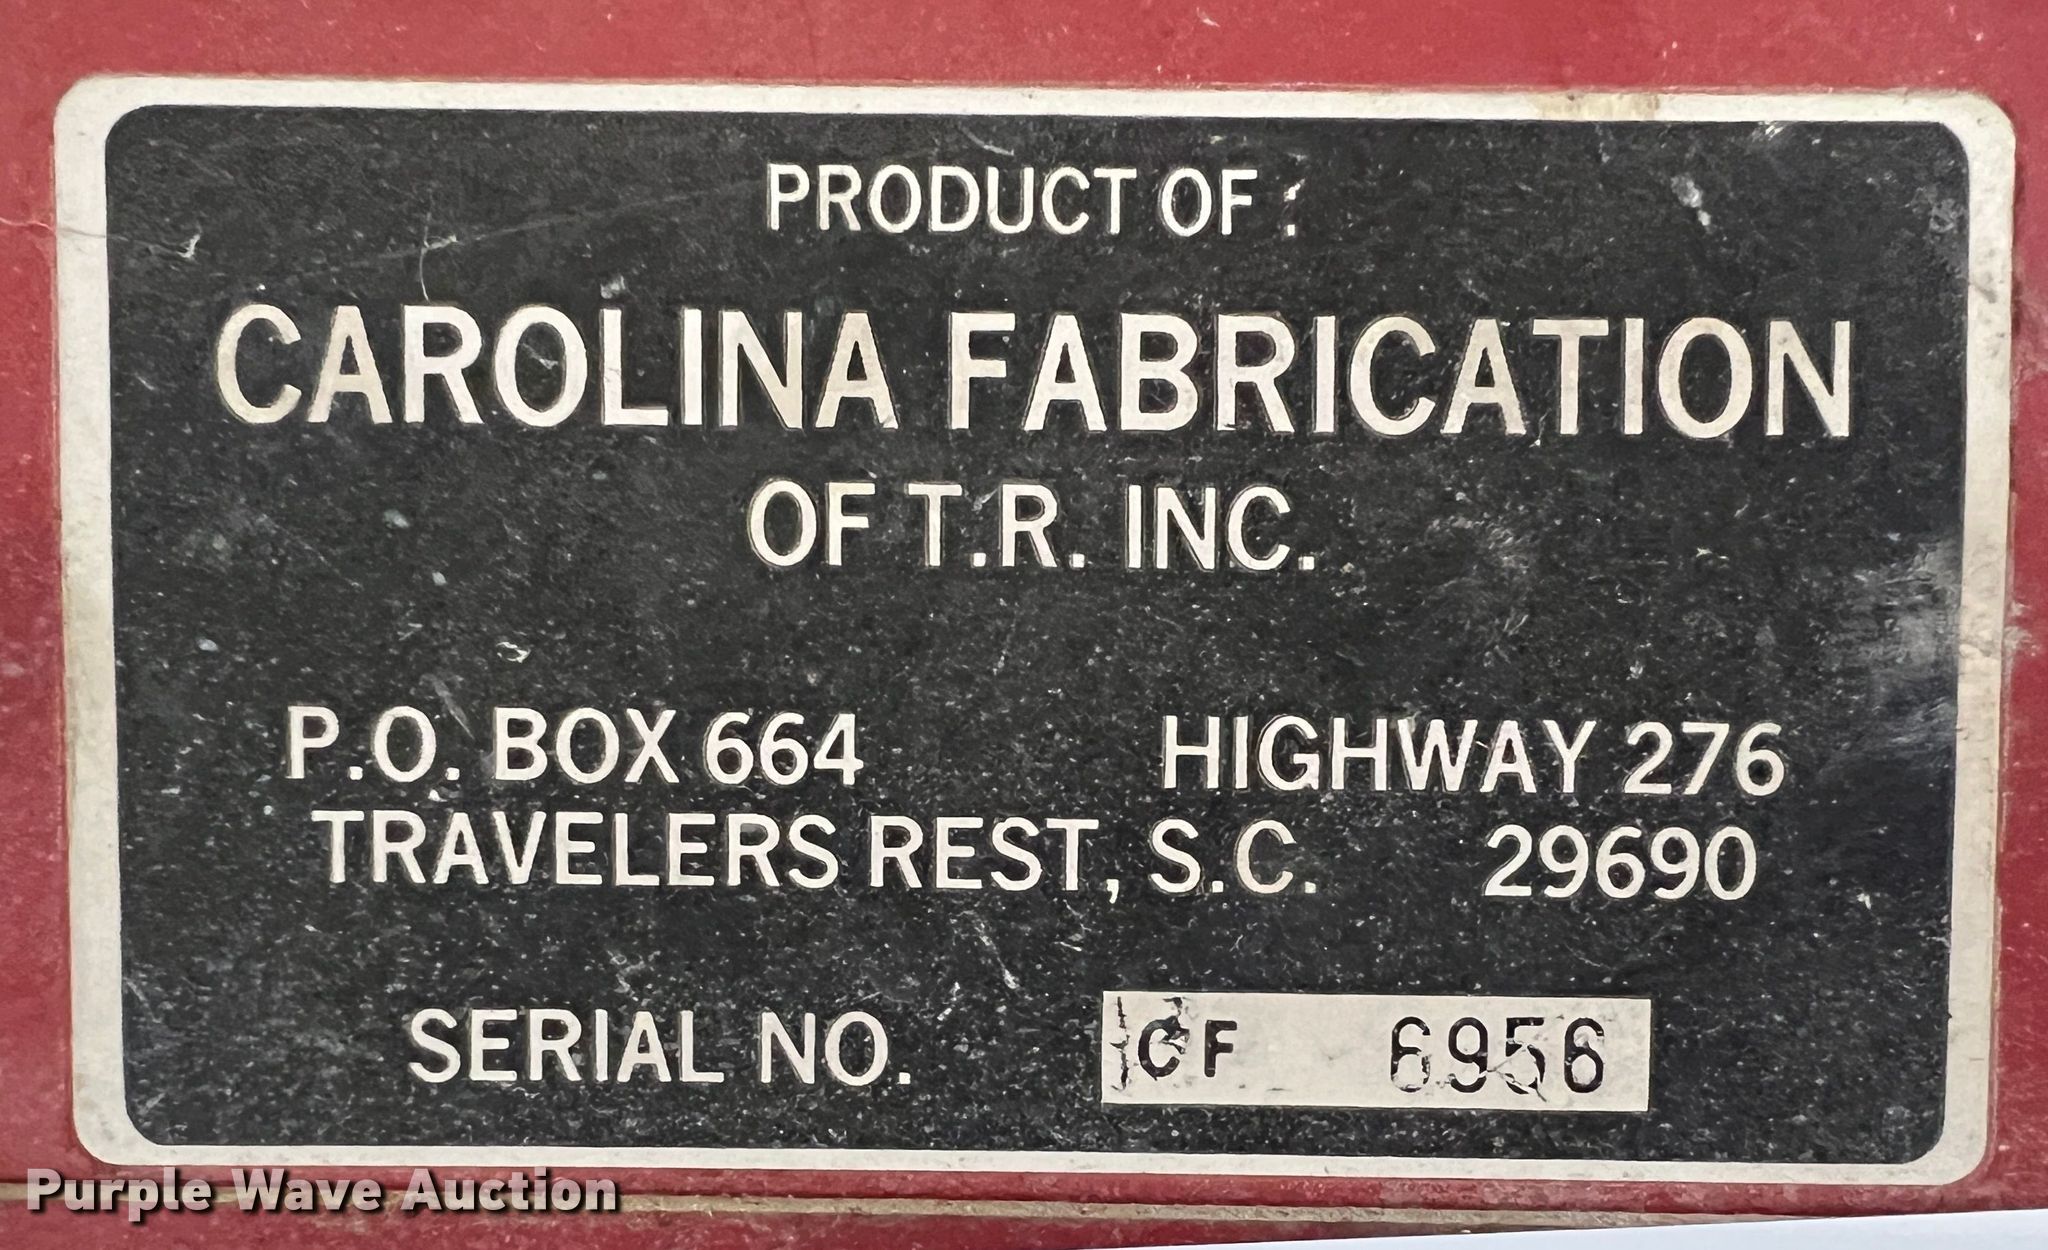 PRODUCT OF :
CAROLINA FABRICATION
OF T.R. INC.
P.O. BOX 664 HIGHWAY 276
TRAVELERS REST, S.C. 29690
SERIAL NO. CF 6956
Purple Wave Auction